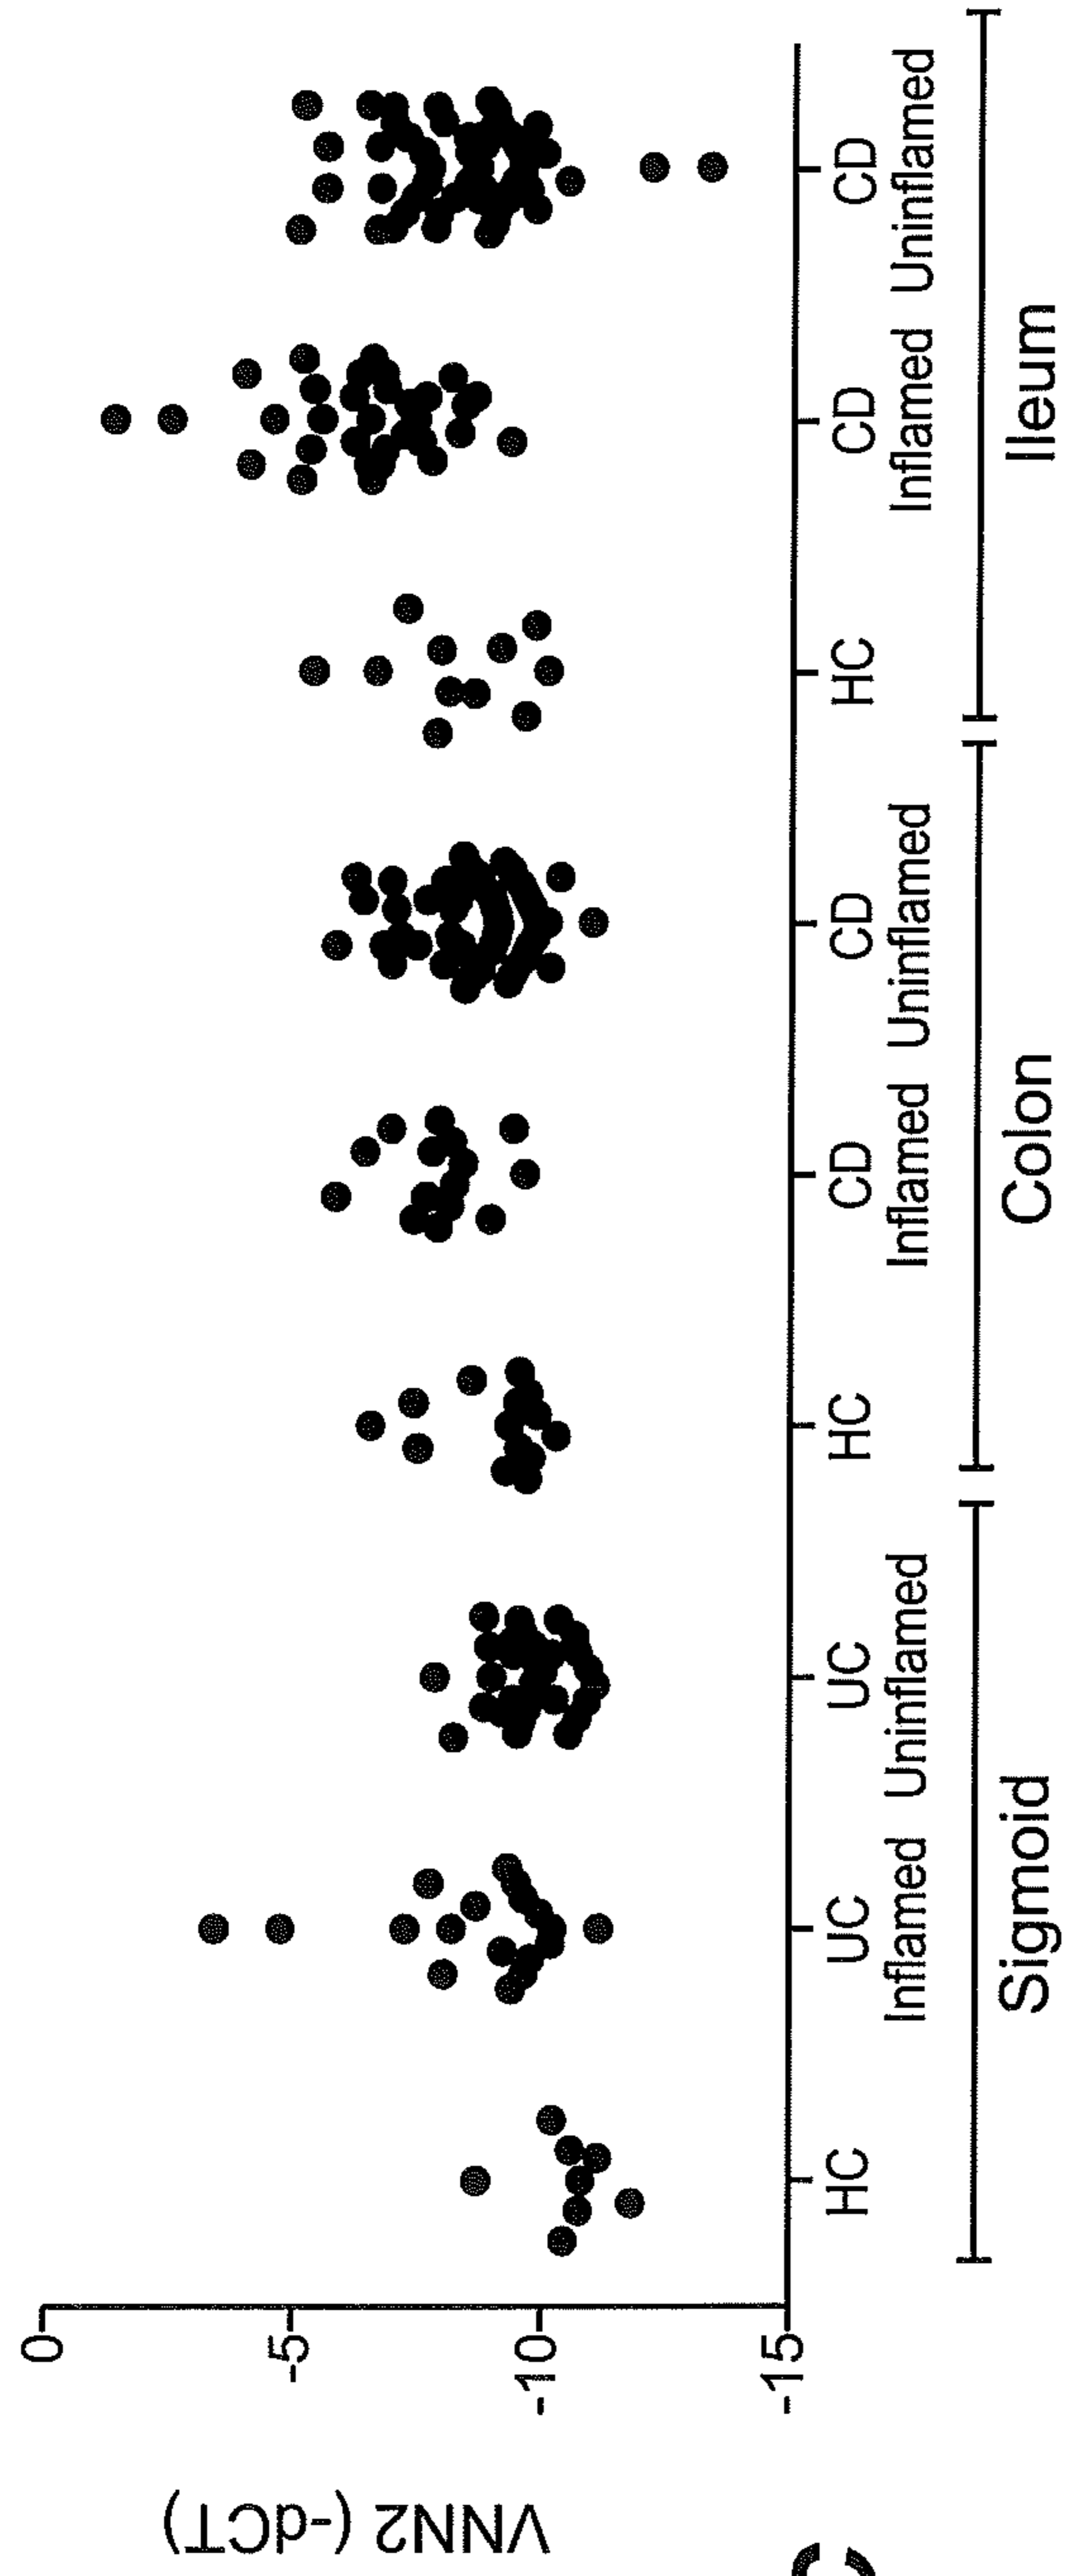 VNN2 (-dCT)
0
-5
-10
-15
HC UC UC HC CD CD HC CD CD
Inflamed Uninflamed Inflamed Uninflamed Inflamed Uninflamed
Sigmoid Colon Ileum